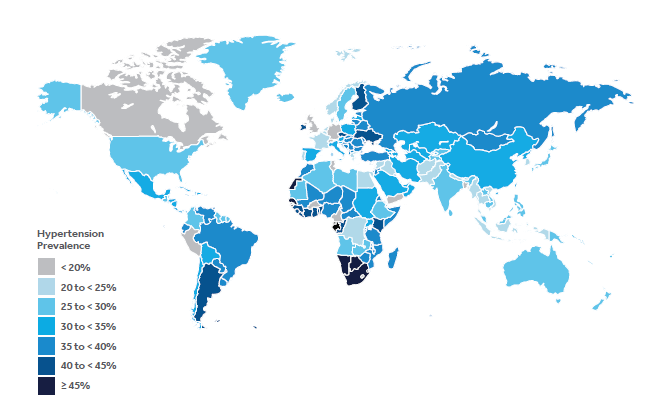 Hypertension
Prevalence
< 20%
20 to < 25%
25 to < 30%
30 to < 35%
35 to < 40%
40 to < 45%
≥ 45%